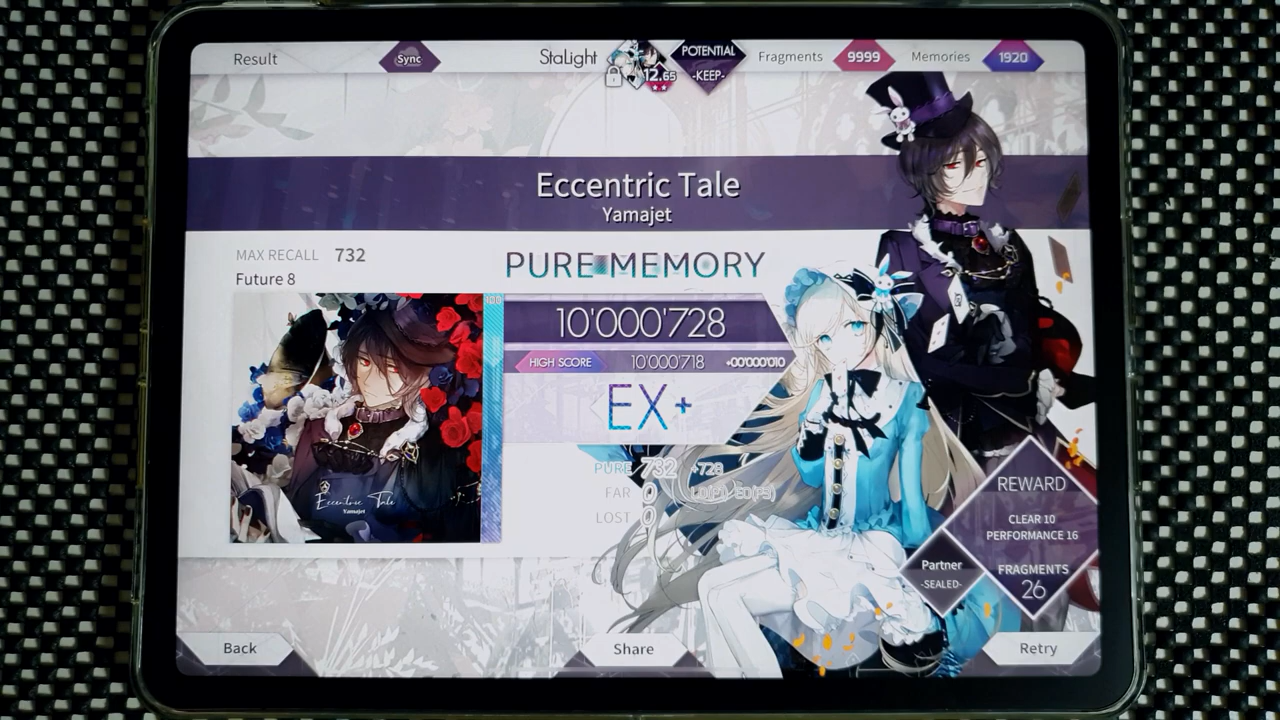 Result
Sync
StaLight
12.65
POTENTIAL
-KEEP-
Fragments 9999
Memories 1920
Eccentric Tale
Yamajet
MAX RECALL 732
Future 8
PURE MEMORY
100
10'000'728
HIGH SCORE 10'000'718 +00'000'010
EX+
PURE 732 +728
FAR 0
LOST 0
Eccentric Tale
Yamajet
REWARD
CLEAR 10
PERFORMANCE 16
FRAGMENTS
26
Partner
-SEALED-
Back
Share
Retry